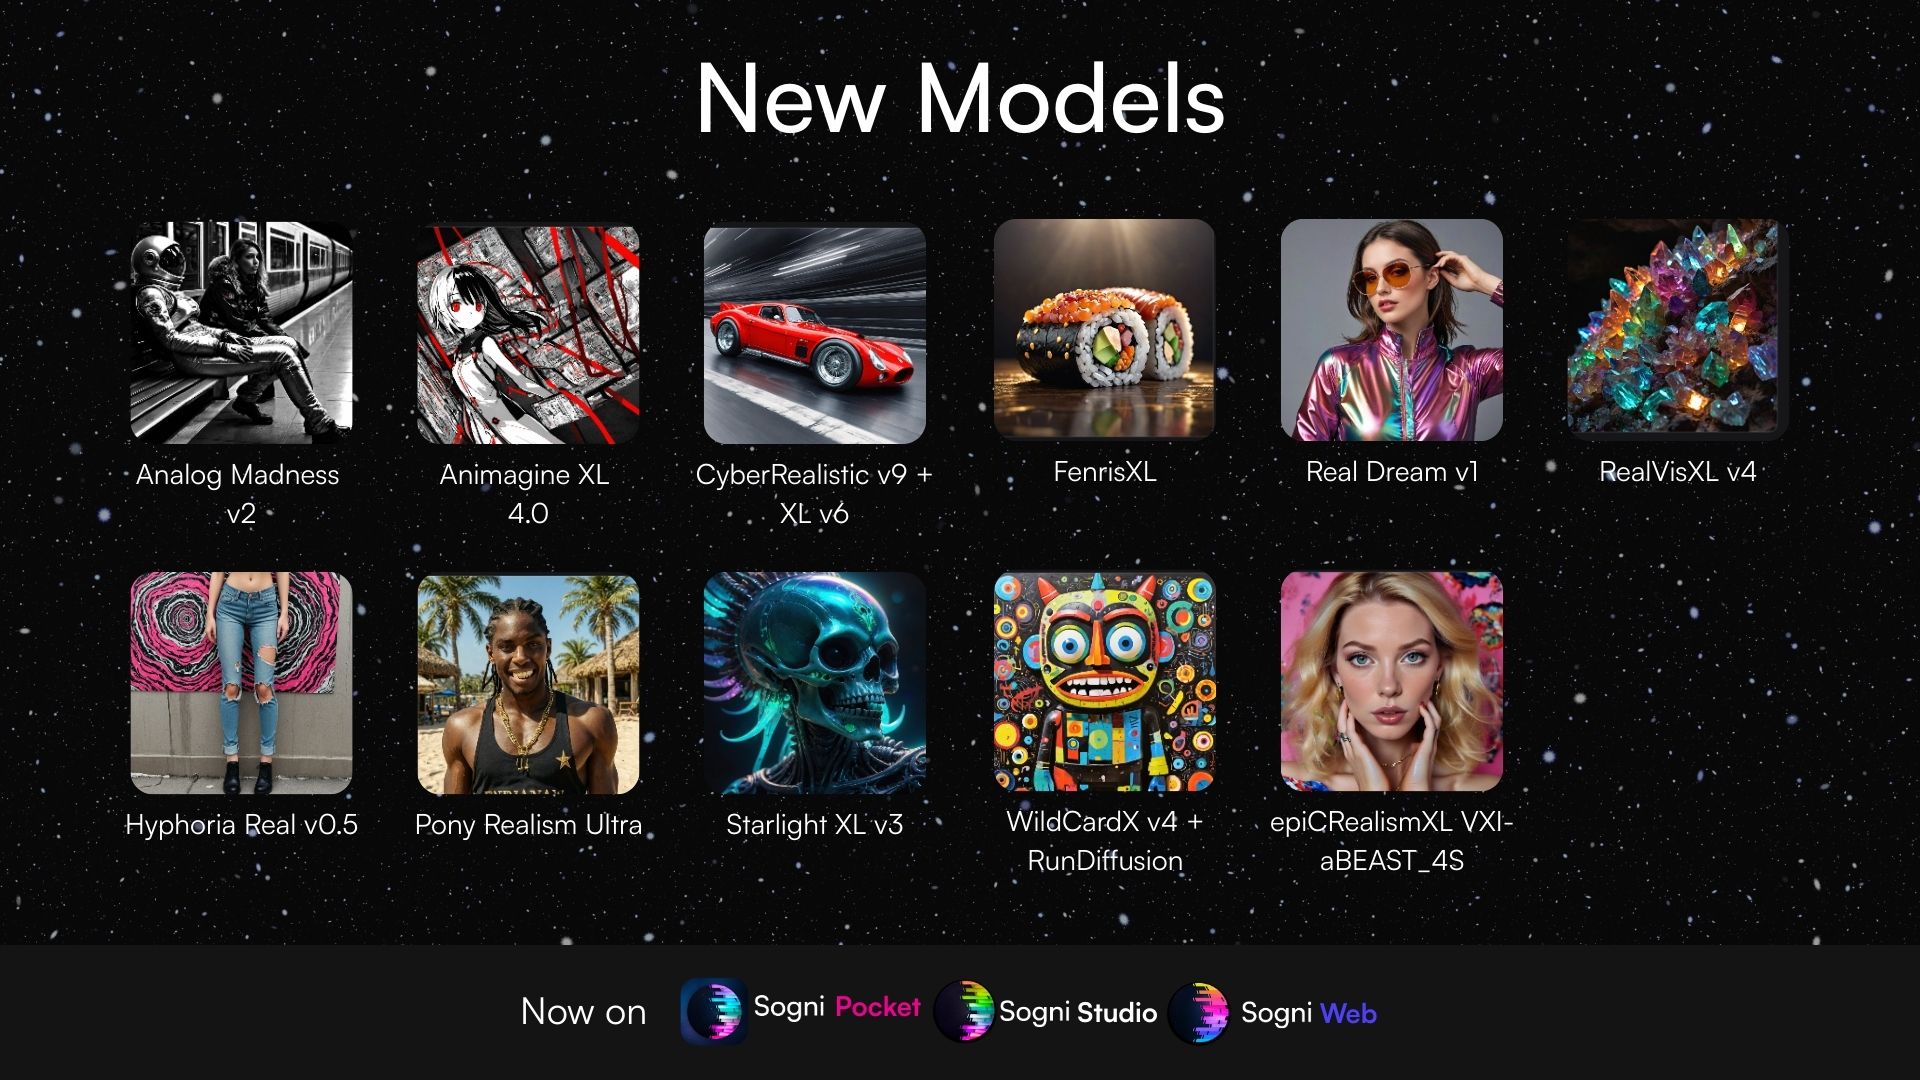 New Models
Analog Madness
v2
Animagine XL
4.0
CyberRealistic v9 +
XL v6
FenrisXL
Real Dream v1
RealVisXL v4
Hyphoria Real v0.5
Pony Realism Ultra
Starlight XL v3
WildCardX v4 +
RunDiffusion
epiCRealismXL VXI-
aBEAST_4S
Now on
Sogni Pocket
Sogni Studio
Sogni Web